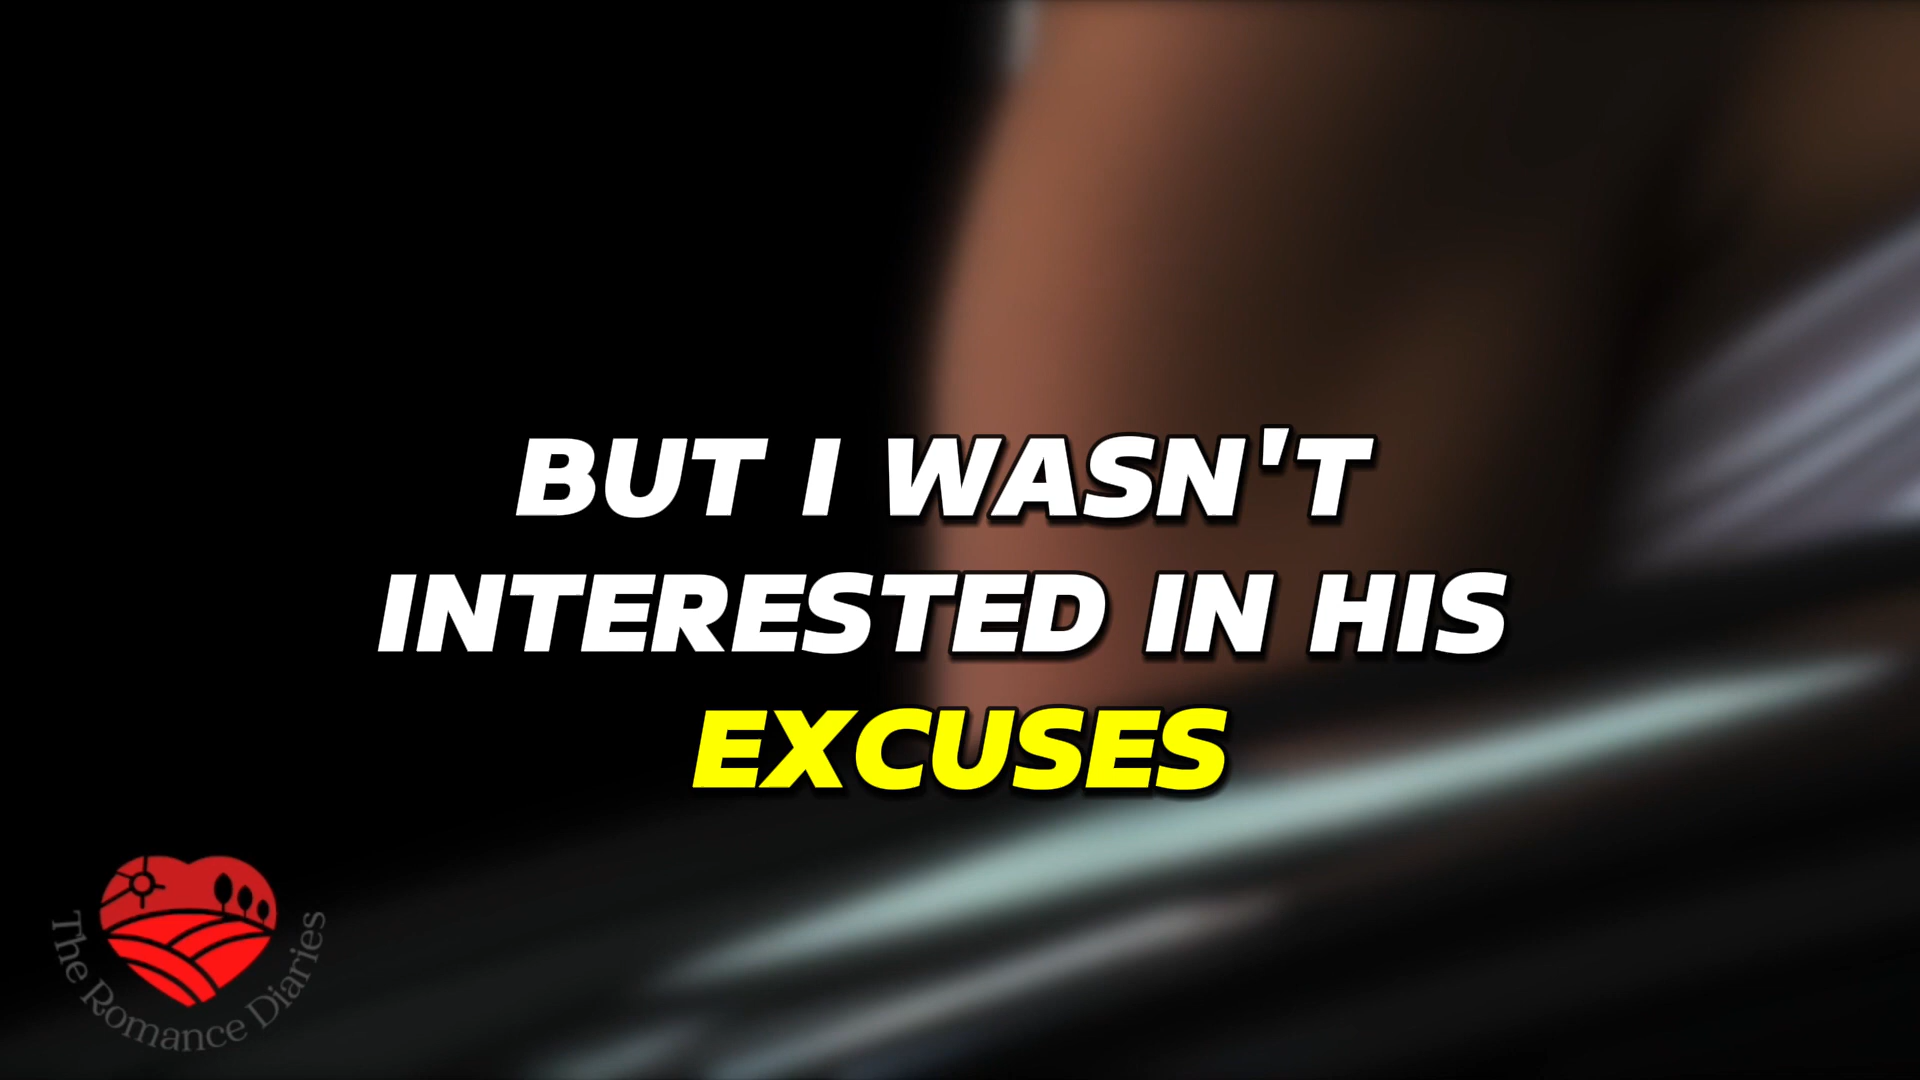 BUT I WASN'T
INTERESTED IN HIS
EXCUSES
The Romance Diaries